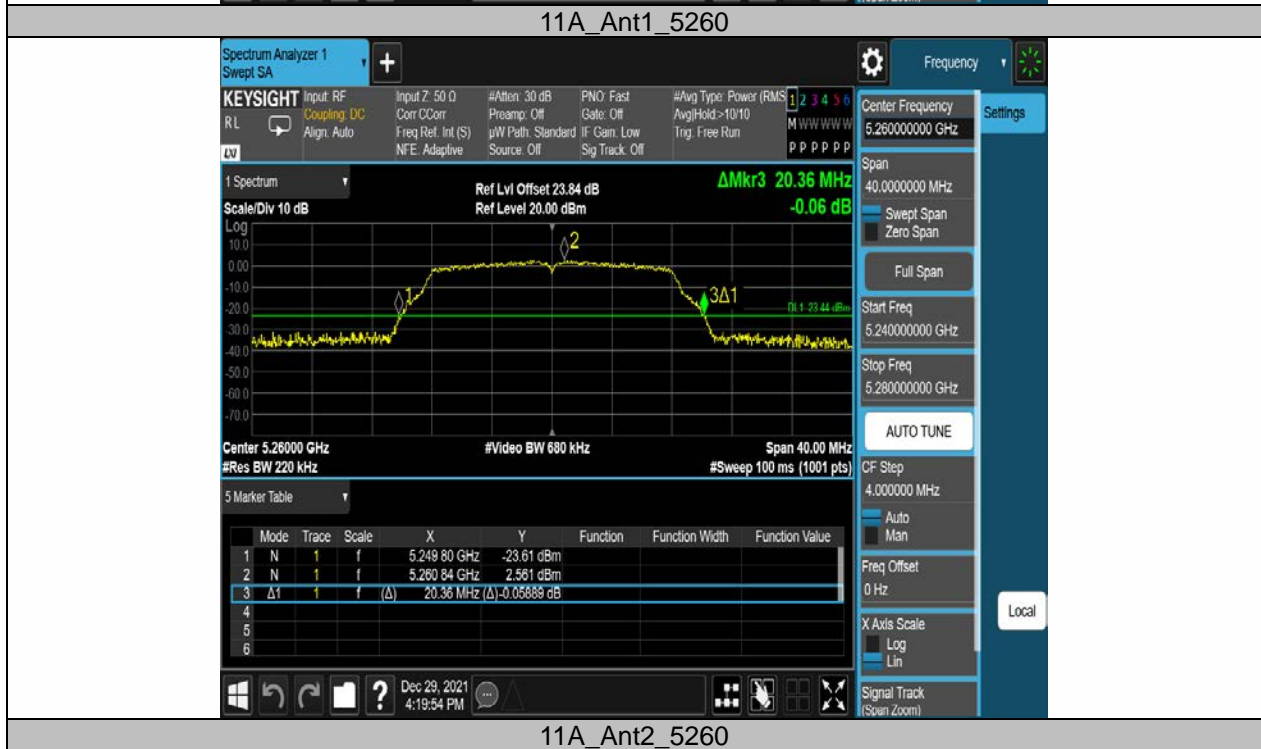 (Span Zoom)
11A_Ant1_5260
Spectrum Analyzer 1
Swept SA
Frequency
KEYSIGHT Input: RF Input Z: 50 Ω #Atten: 30 dB PNO: Fast #Avg Type: Power (RMS 1 2 3 4 5 6
RL Coupling: DC Corr CCorr Preamp: Off Gate: Off Avg|Hold:>10/10 M W W W W W
Align: Auto Freq Ref: Int (S) µW Path: Standard IF Gain: Low Trig: Free Run
LXI NFE: Adaptive Source: Off Sig Track: Off P P P P P P
Center Frequency
5.260000000 GHz
Settings
Span
40.0000000 MHz
Swept Span
Zero Span
Full Span
Start Freq
5.240000000 GHz
Stop Freq
5.280000000 GHz
AUTO TUNE
CF Step
4.000000 MHz
Auto
Man
Freq Offset
0 Hz
X Axis Scale
Log
Lin
Signal Track
(Span Zoom)
Local
1 Spectrum
Scale/Div 10 dB
Ref Lvl Offset 23.84 dB
Ref Level 20.00 dBm
ΔMkr3 20.36 MHz
-0.06 dB
Log
10.0
0.00
-10.0
-20.0
-30.0
-40.0
-50.0
-60.0
-70.0
1
2
3Δ1
DL1 -23.44 dBm
Center 5.26000 GHz #Video BW 680 kHz Span 40.00 MHz
#Res BW 220 kHz #Sweep 100 ms (1001 pts)
5 Marker Table
Mode Trace Scale X Y Function Function Width Function Value
1 N 1 f 5.249 80 GHz -23.61 dBm
2 N 1 f 5.260 84 GHz 2.561 dBm
3 Δ1 1 f (Δ) 20.36 MHz (Δ) -0.05889 dB
4
5
6
?
Dec 29, 2021
4:19:54 PM
11A_Ant2_5260